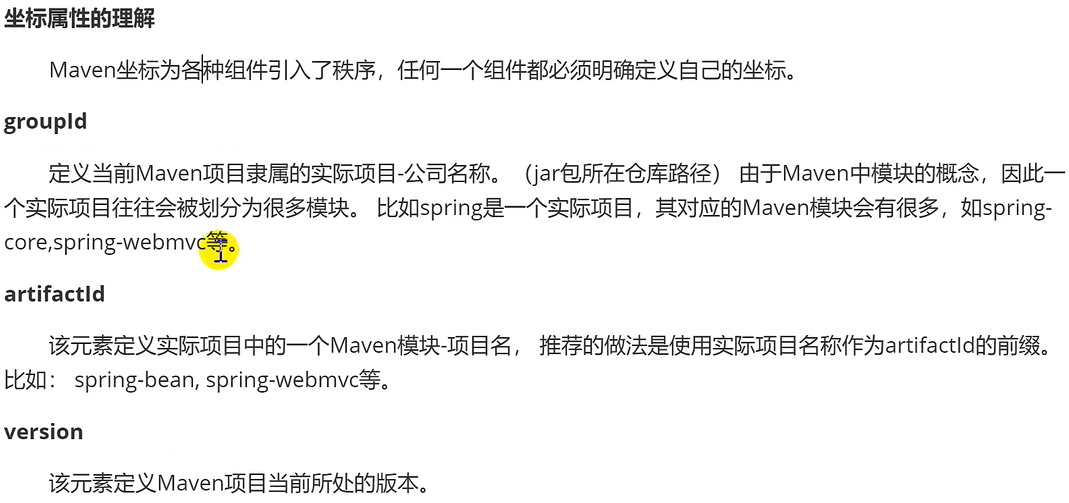 坐标属性的理解
Maven坐标为各种组件引入了秩序，任何一个组件都必须明确定义自己的坐标。
groupId
定义当前Maven项目隶属的实际项目-公司名称。（jar包所在仓库路径） 由于Maven中模块的概念，因此一
个实际项目往往会被划分为很多模块。 比如spring是一个实际项目，其对应的Maven模块会有很多，如spring-
core,spring-webmvc等。
artifactId
该元素定义实际项目中的一个Maven模块-项目名， 推荐的做法是使用实际项目名称作为artifactId的前缀。
比如： spring-bean, spring-webmvc等。
version
该元素定义Maven项目当前所处的版本。